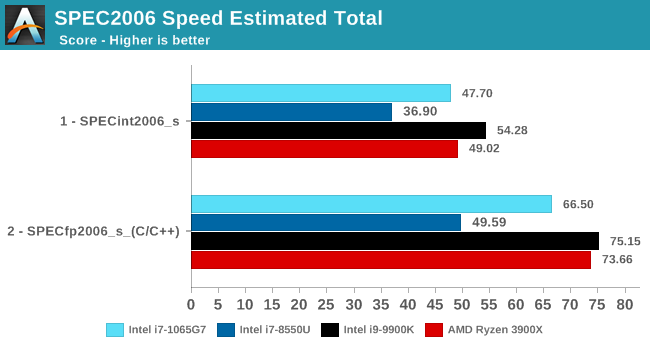 SPEC2006 Speed Estimated Total
Score - Higher is better
1 - SPECint2006_s
47.70
36.90
54.28
49.02
2 - SPECfp2006_s_(C/C++)
66.50
49.59
75.15
73.66
0 5 10 15 20 25 30 35 40 45 50 55 60 65 70 75 80
Intel i7-1065G7 Intel i7-8550U Intel i9-9900K AMD Ryzen 3900X